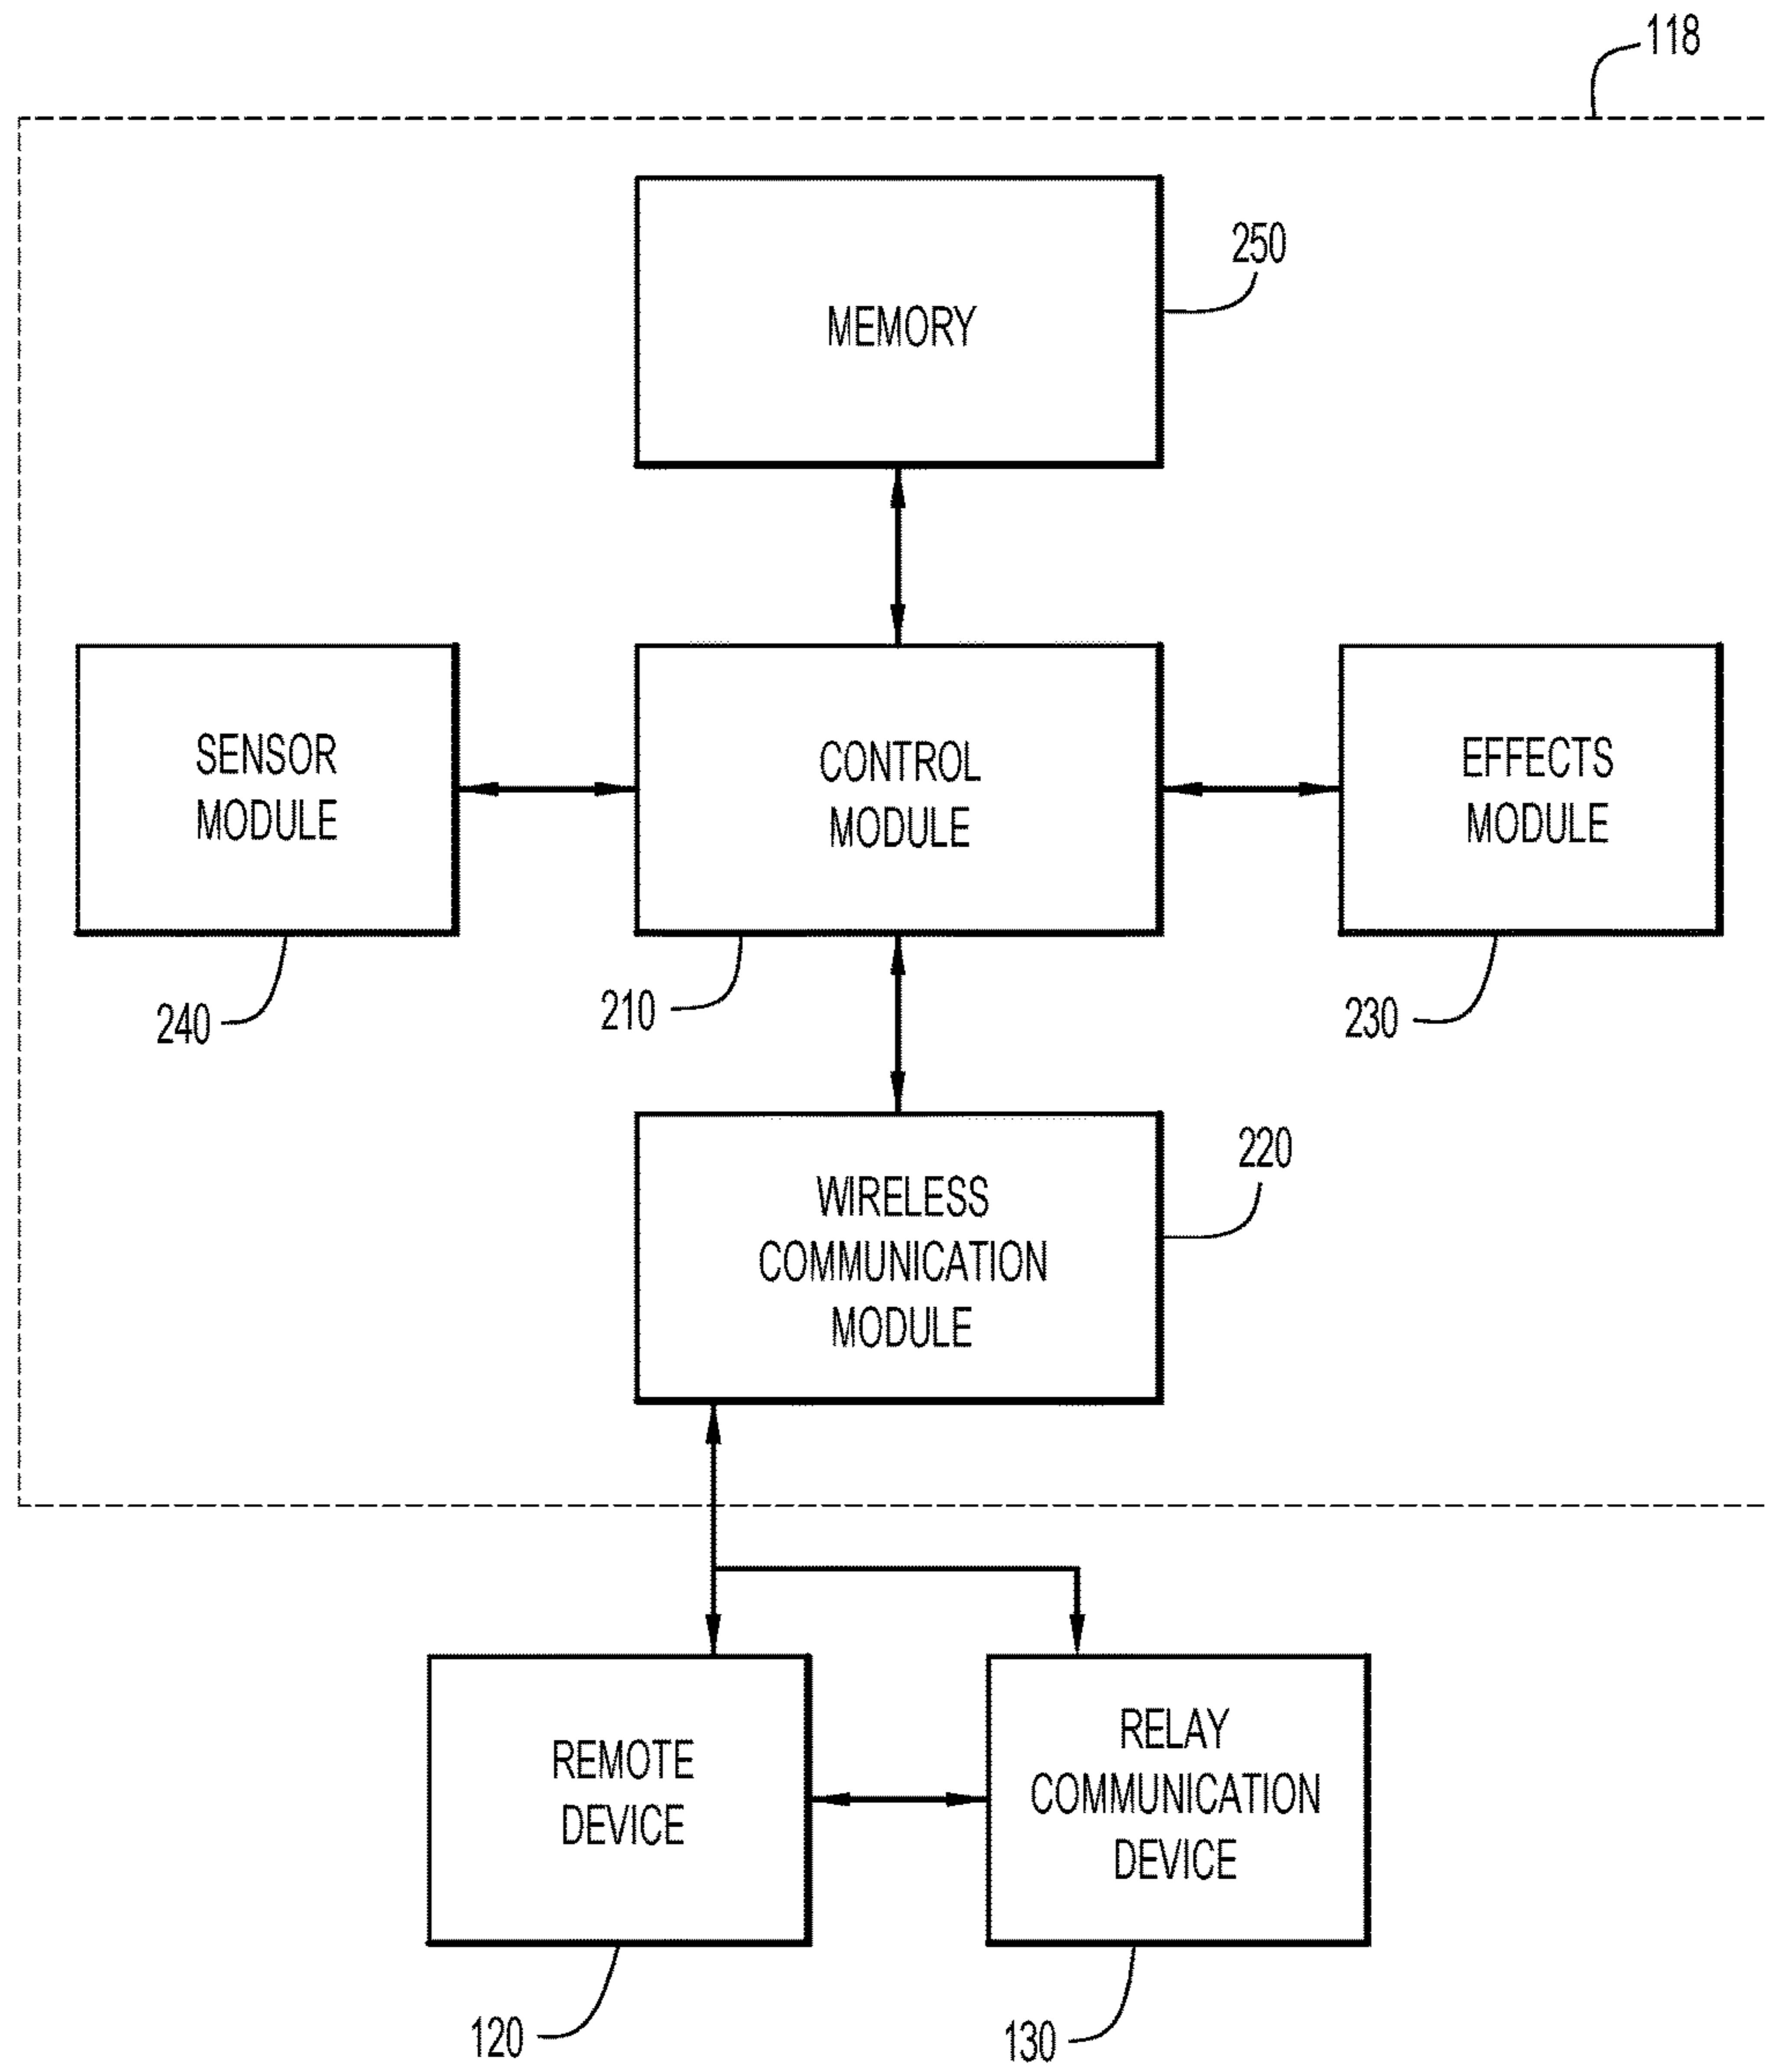 118
250
MEMORY
SENSOR
MODULE
CONTROL
MODULE
EFFECTS
MODULE
240
210
230
220
WIRELESS
COMMUNICATION
MODULE
REMOTE
DEVICE
RELAY
COMMUNICATION
DEVICE
120
130